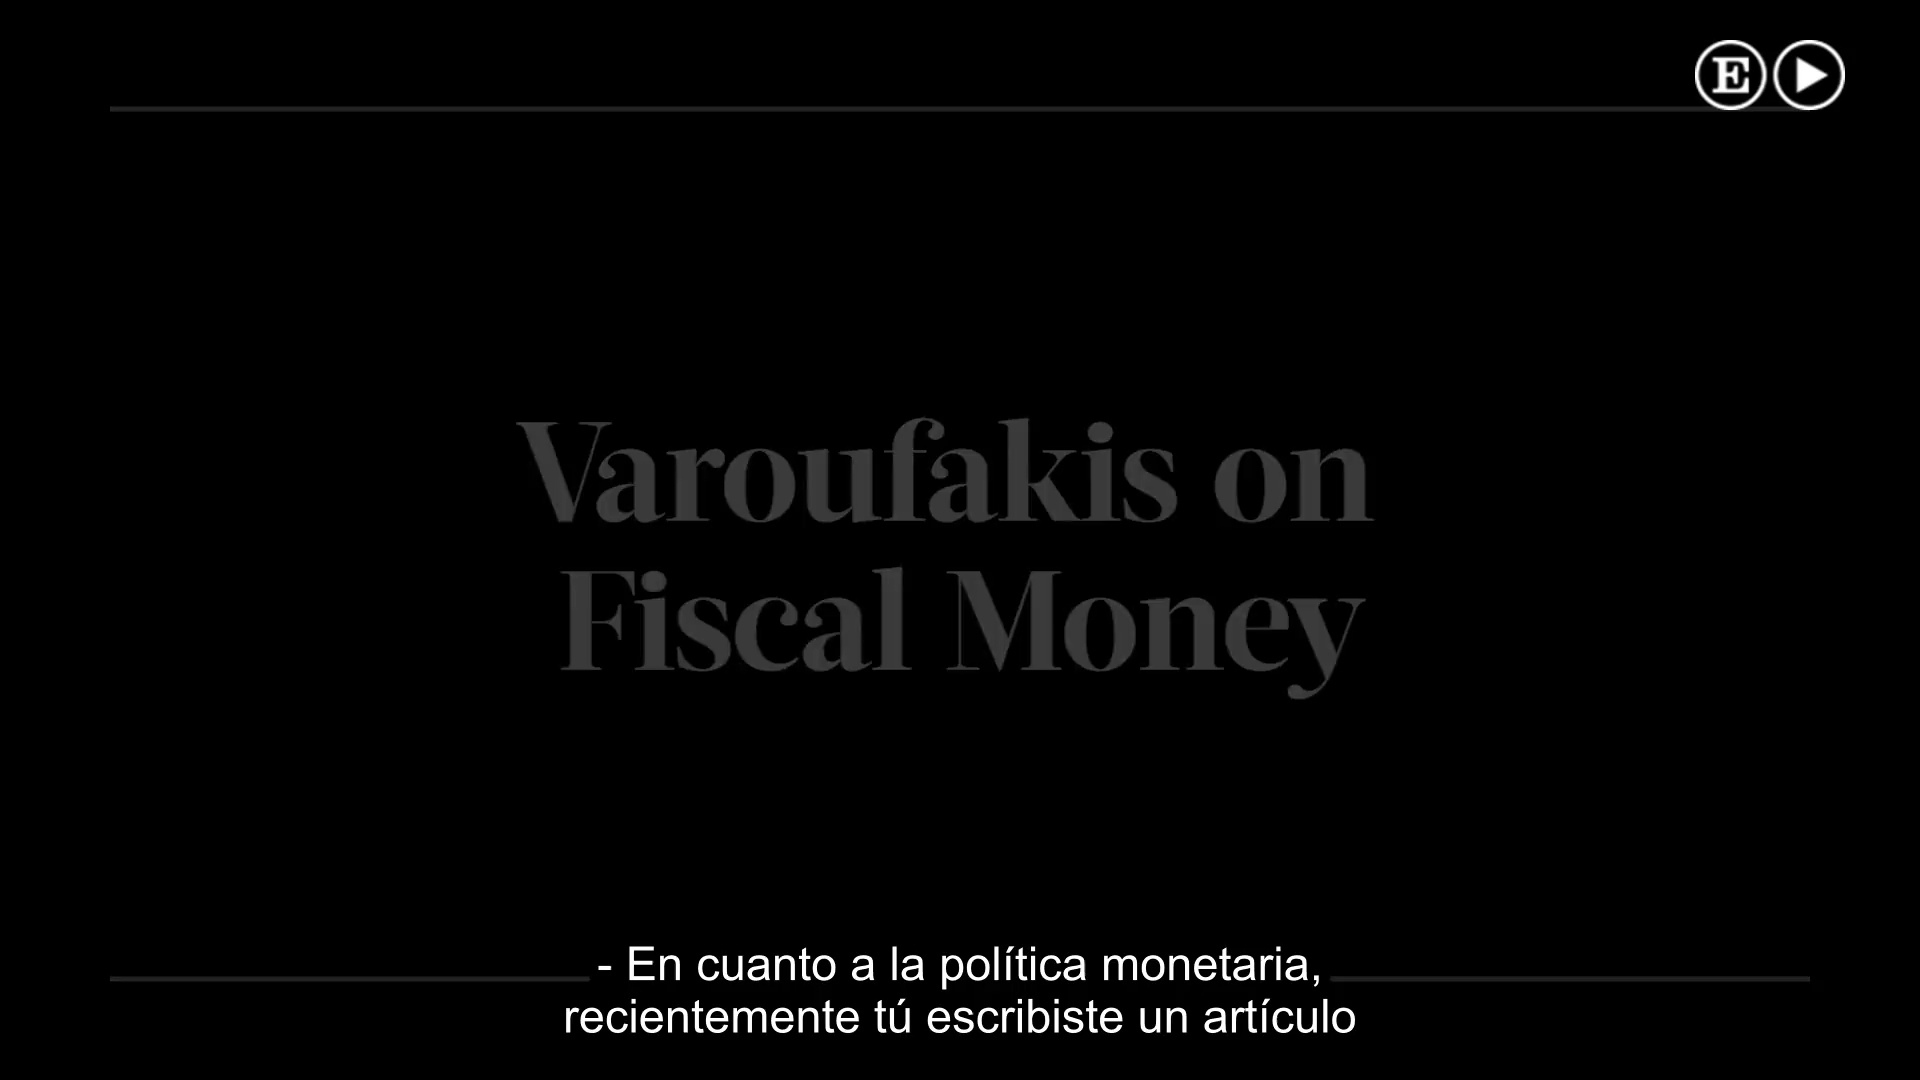 E
Varoufakis on
Fiscal Money
- En cuanto a la política monetaria,
recientemente tú escribiste un artículo